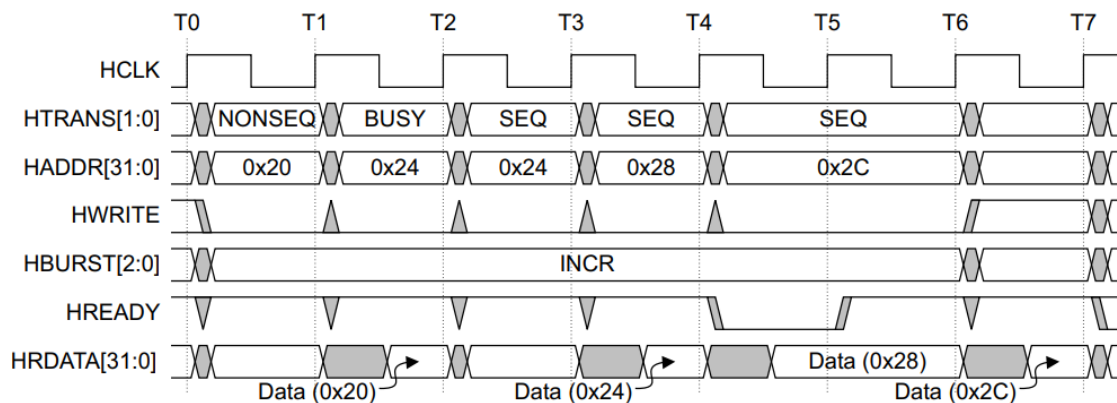 T0 T1 T2 T3 T4 T5 T6 T7
HCLK
HTRANS[1:0] NONSEQ BUSY SEQ SEQ SEQ
HADDR[31:0] 0x20 0x24 0x24 0x28 0x2C
HWRITE
HBURST[2:0] INCR
HREADY
HRDATA[31:0] Data (0x28)
Data (0x20) Data (0x24) Data (0x2C)